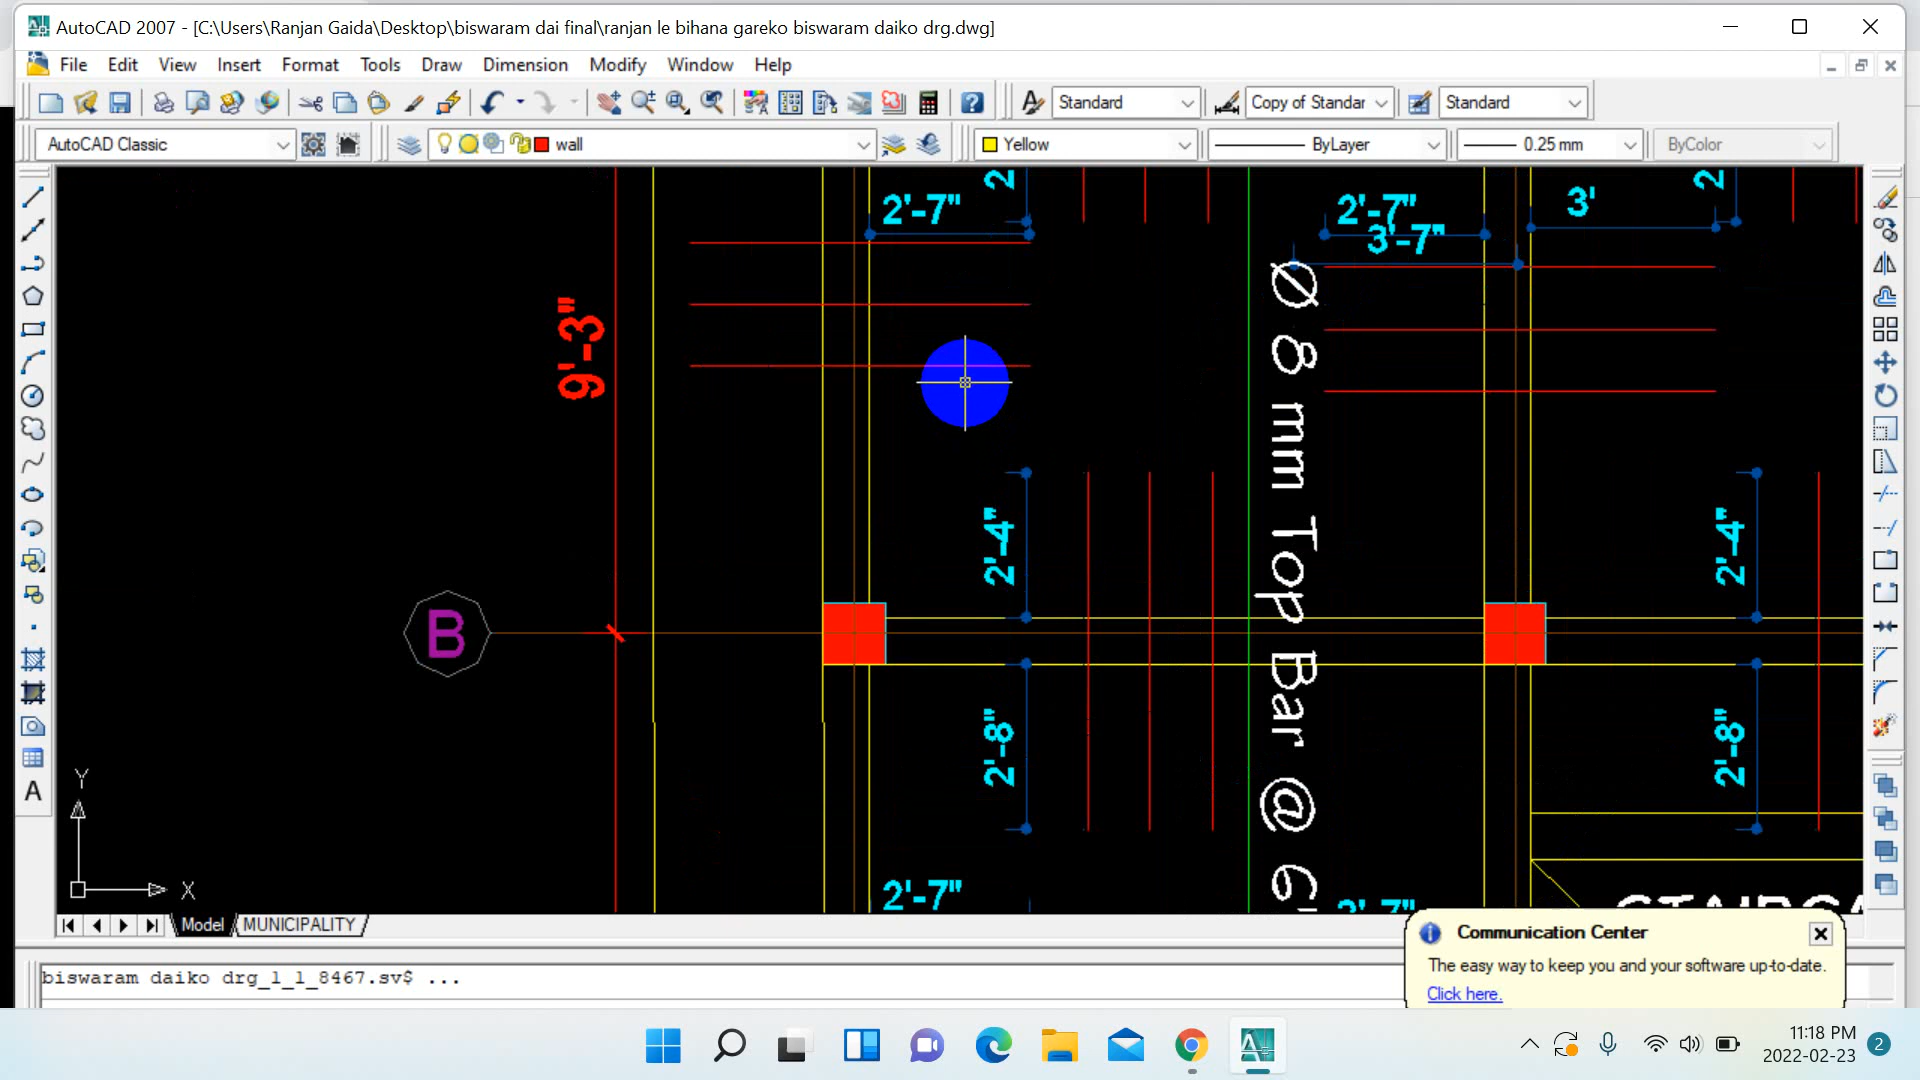 AutoCAD 2007 - [C:\Users\Ranjan Gaida\Desktop\biswaram dai final\ranjan le bihana gareko biswaram daiko drg.dwg]
File Edit View Insert Format Tools Draw Dimension Modify Window Help
Standard Copy of Standar Standard
AutoCAD Classic wall Yellow ByLayer 0.25 mm ByColor
2'-7"
2
2'-7"
3'-7"
3'
2
9'-3"
Ø 8 mm Top Bar @ 6"
2'-4"
2'-4"
B
2'-8"
2'-8"
Y
X
2'-7"
2'-7"
A
Model MUNICIPALITY
Communication Center
The easy way to keep you and your software up-to-date.
Click here.
biswaram daiko drg_1_1_8467.sv$ ...
11:18 PM
2022-02-23
2